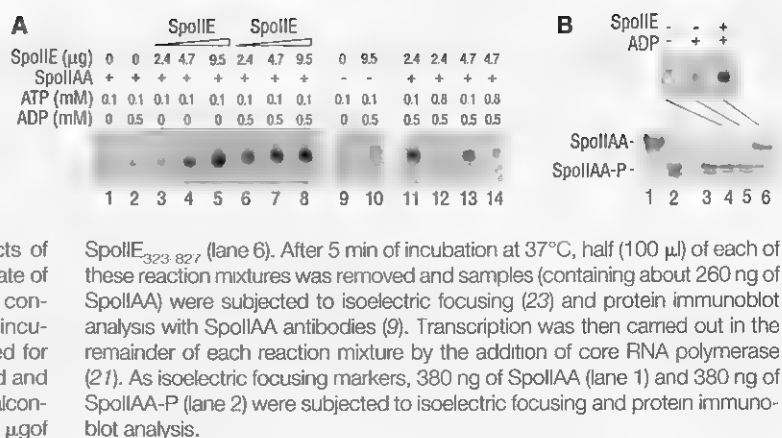 A SpoIIE SpoIIE
SpoIIE (µg) 0 0 2.4 4.7 9.5 2.4 4.7 9.5 0 9.5 2.4 2.4 4.7 4.7
SpoIIAA + + + + + + + + - - + + + +
ATP (mM) 0.1 0.1 0.1 0.1 0.1 0.1 0.1 0.1 0.1 0.1 0.1 0.8 0.1 0.8
ADP (mM) 0 0.5 0 0 0 0.5 0.5 0.5 0 0.5 0.5 0.5 0.5 0.5
1 2 3 4 5 6 7 8 9 10 11 12 13 14
B SpoIIE - - +
ADP - + +
SpoIIAA-
SpoIIAA-P -
1 2 3 4 5 6
cts of
ate of
con-
incu-
ed for
d and
alcon-
µgof
SpoIIE323-827 (lane 6). After 5 min of incubation at 37°C, half (100 µl) of each of
these reaction mixtures was removed and samples (containing about 260 ng of
SpoIIAA) were subjected to isoelectric focusing (23) and protein immunoblot
analysis with SpoIIAA antibodies (9). Transcription was then carried out in the
remainder of each reaction mixture by the addition of core RNA polymerase
(21). As isoelectric focusing markers, 380 ng of SpoIIAA (lane 1) and 380 ng of
SpoIIAA-P (lane 2) were subjected to isoelectric focusing and protein immuno-
blot analysis.